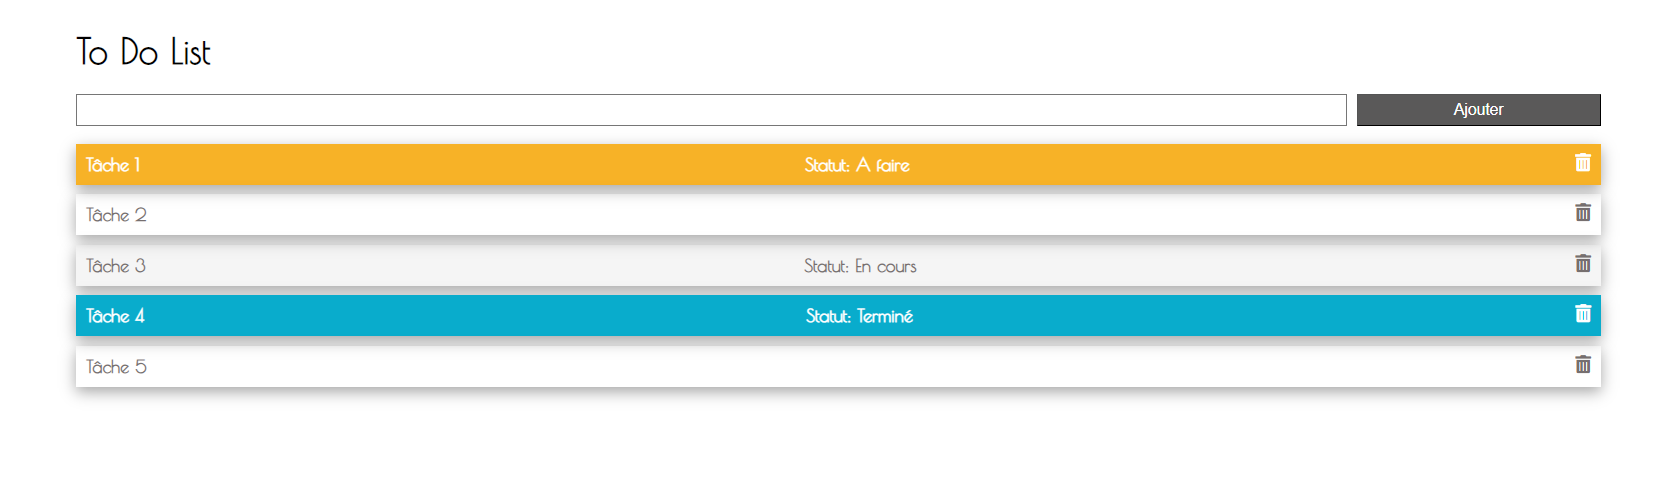 To Do List
Ajouter
Tâche 1 Statut: A faire
Tâche 2
Tâche 3 Statut: En cours
Tâche 4 Statut: Terminé
Tâche 5